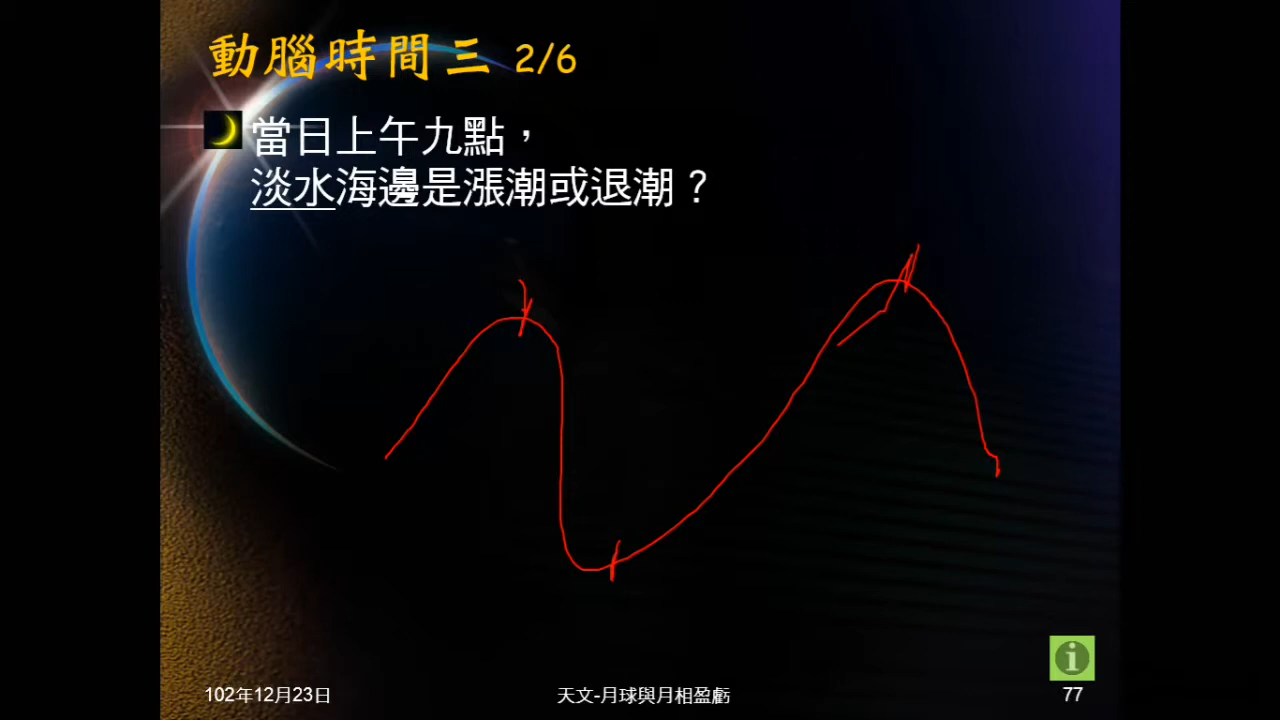 動腦時間三 2/6
當日上午九點，
淡水海邊是漲潮或退潮？
102年12月23日
天文-月球與月相盈虧
77